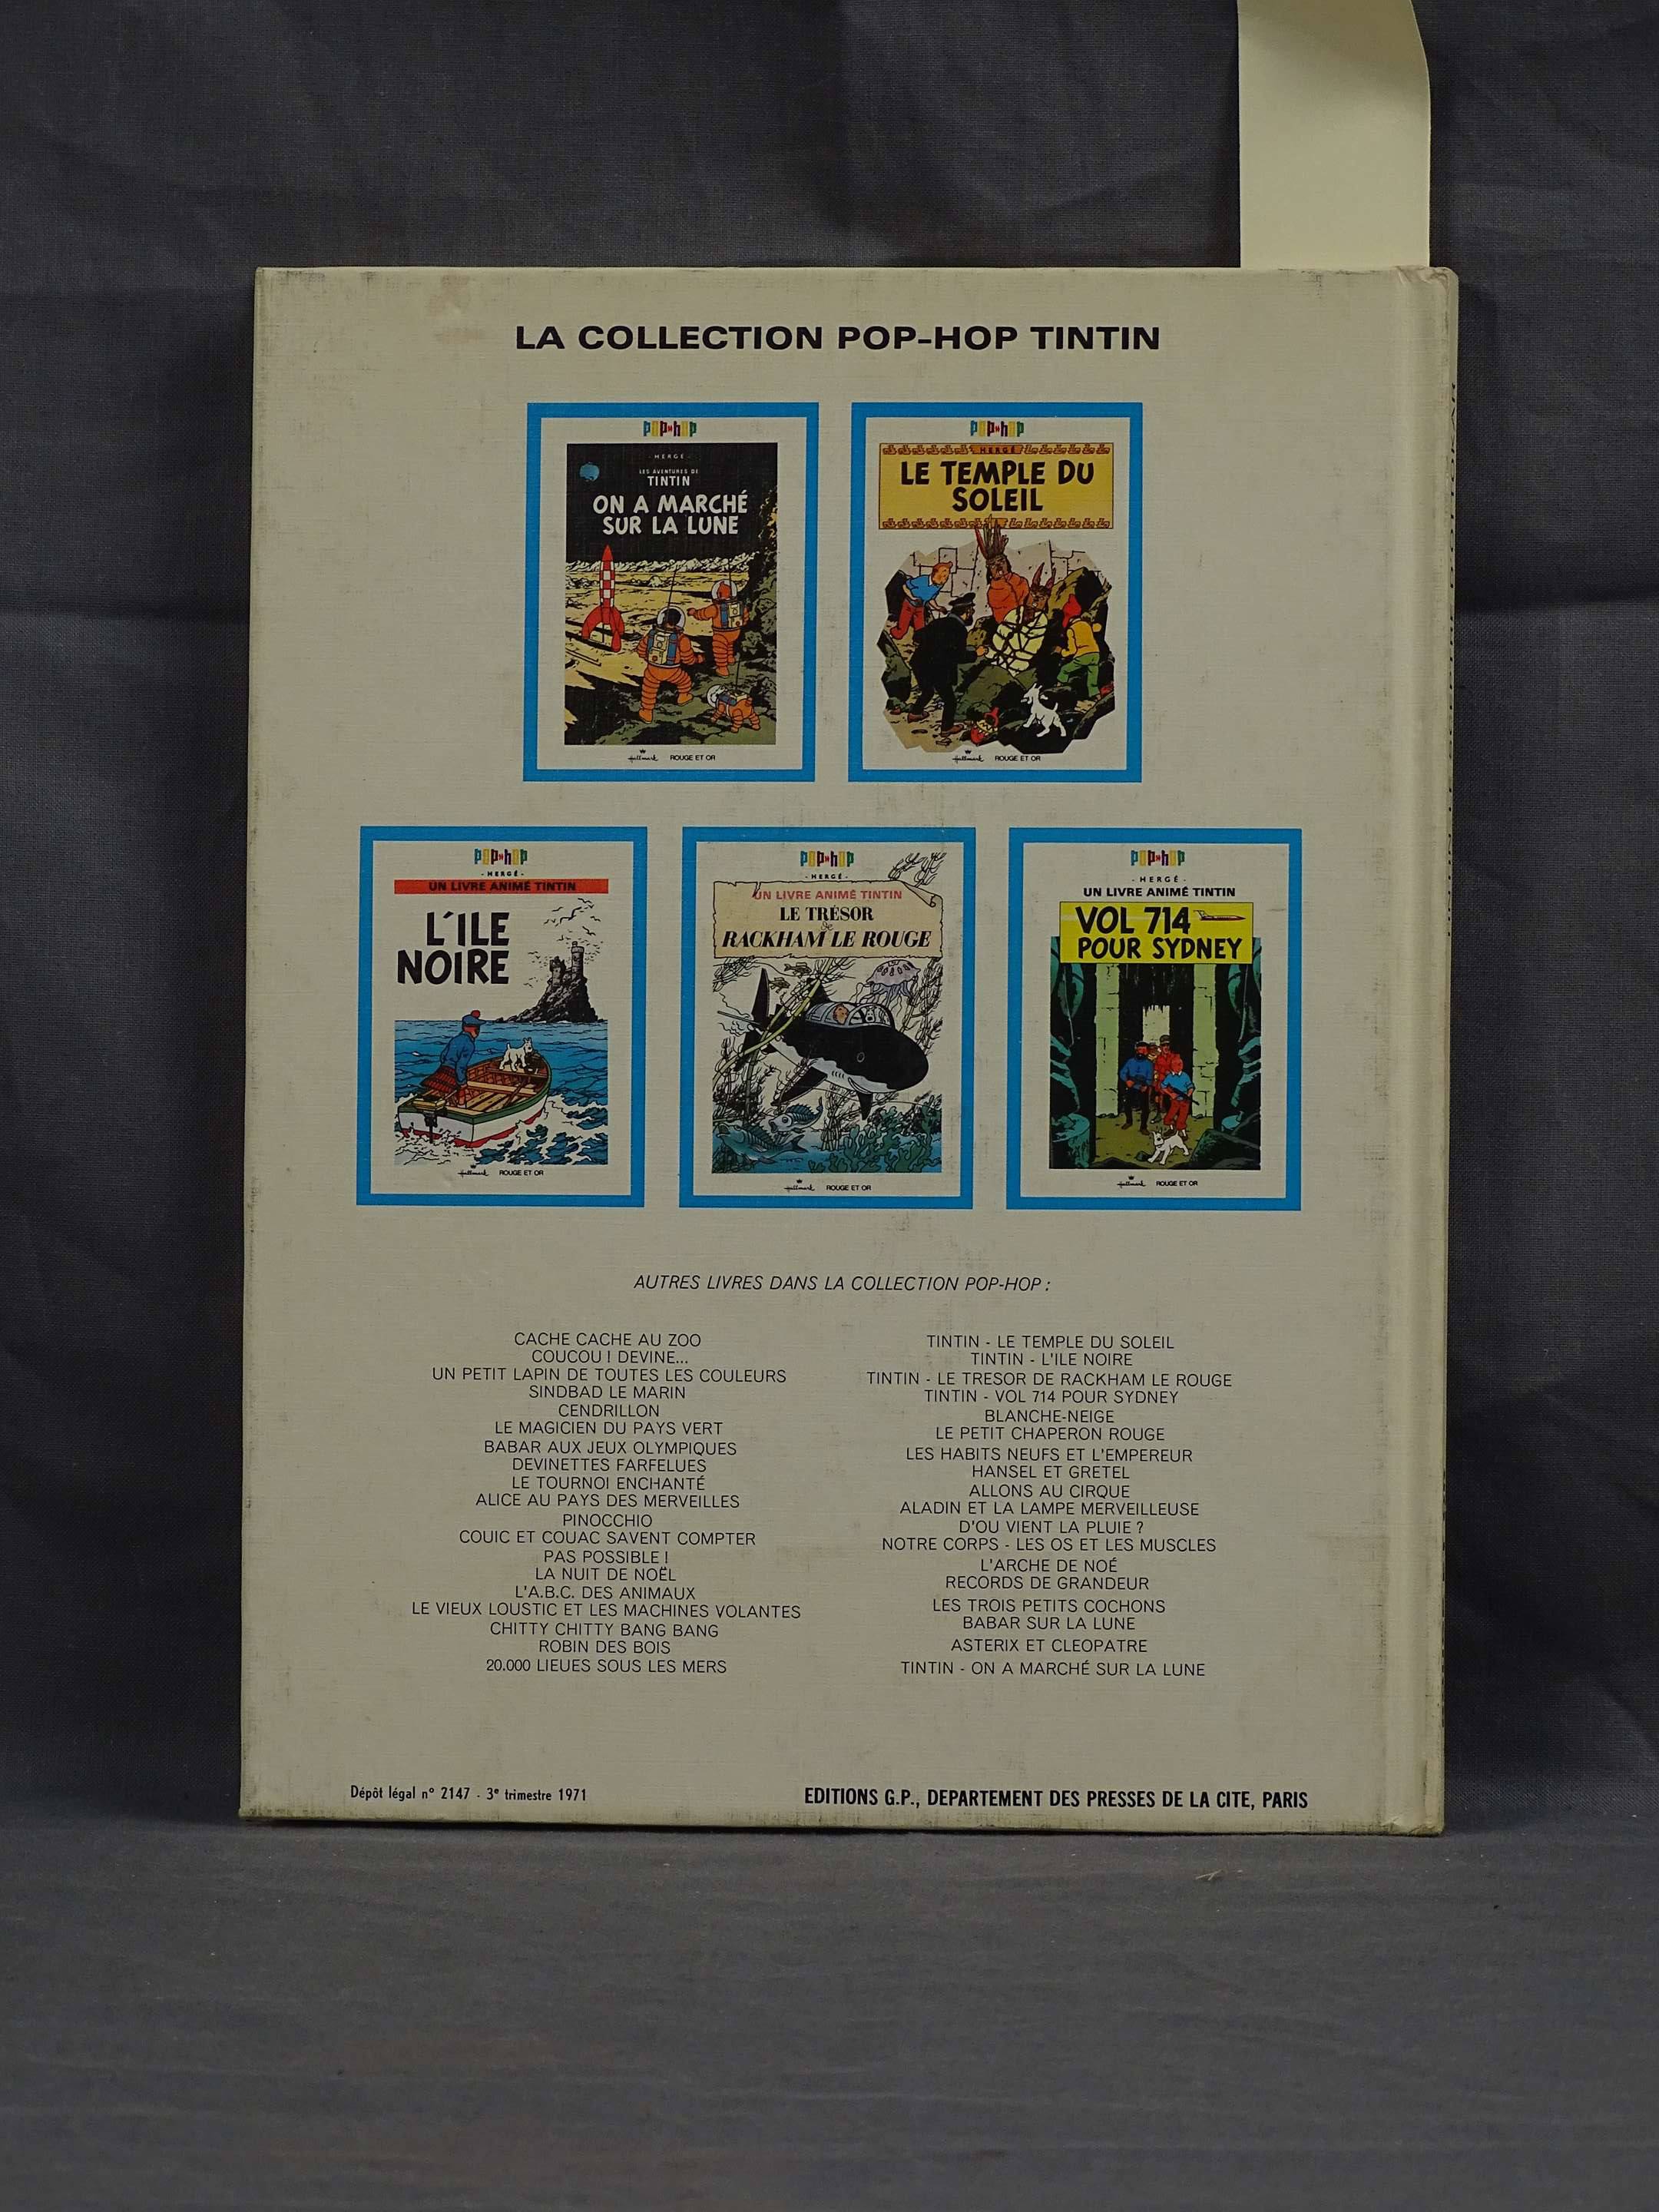 LA COLLECTION POP-HOP TINTIN
POP HOP
- HERGÉ -
LES AVENTURES DE
TINTIN
ON A MARCHÉ
SUR LA LUNE
Hallmark ROUGE ET OR
POP HOP
HERGÉ
LE TEMPLE DU
SOLEIL
Hallmark ROUGE ET OR
POP HOP
- HERGÉ -
UN LIVRE ANIMÉ TINTIN
L'ILE
NOIRE
Hallmark ROUGE ET OR
POP HOP
- HERGÉ -
UN LIVRE ANIMÉ TINTIN
LE TRÉSOR
de
RACKHAM LE ROUGE
Hallmark ROUGE ET OR
POP HOP
- HERGÉ -
UN LIVRE ANIMÉ TINTIN
VOL 714
POUR SYDNEY
Hallmark ROUGE ET OR
AUTRES LIVRES DANS LA COLLECTION POP-HOP :
CACHE CACHE AU ZOO
COUCOU ! DEVINE...
UN PETIT LAPIN DE TOUTES LES COULEURS
SINDBAD LE MARIN
CENDRILLON
LE MAGICIEN DU PAYS VERT
BABAR AUX JEUX OLYMPIQUES
DEVINETTES FARFELUES
LE TOURNOI ENCHANTÉ
ALICE AU PAYS DES MERVEILLES
PINOCCHIO
COUIC ET COUAC SAVENT COMPTER
PAS POSSIBLE !
LA NUIT DE NOËL
L'A.B.C. DES ANIMAUX
LE VIEUX LOUSTIC ET LES MACHINES VOLANTES
CHITTY CHITTY BANG BANG
ROBIN DES BOIS
20.000 LIEUES SOUS LES MERS
TINTIN - LE TEMPLE DU SOLEIL
TINTIN - L'ILE NOIRE
TINTIN - LE TRESOR DE RACKHAM LE ROUGE
TINTIN - VOL 714 POUR SYDNEY
BLANCHE-NEIGE
LE PETIT CHAPERON ROUGE
LES HABITS NEUFS ET L'EMPEREUR
HANSEL ET GRETEL
ALLONS AU CIRQUE
ALADIN ET LA LAMPE MERVEILLEUSE
D'OU VIENT LA PLUIE ?
NOTRE CORPS - LES OS ET LES MUSCLES
L'ARCHE DE NOÉ
RECORDS DE GRANDEUR
LES TROIS PETITS COCHONS
BABAR SUR LA LUNE
ASTERIX ET CLEOPATRE
TINTIN - ON A MARCHÉ SUR LA LUNE
Dépôt légal n° 2147 - 3e trimestre 1971
EDITIONS G.P., DEPARTEMENT DES PRESSES DE LA CITE, PARIS